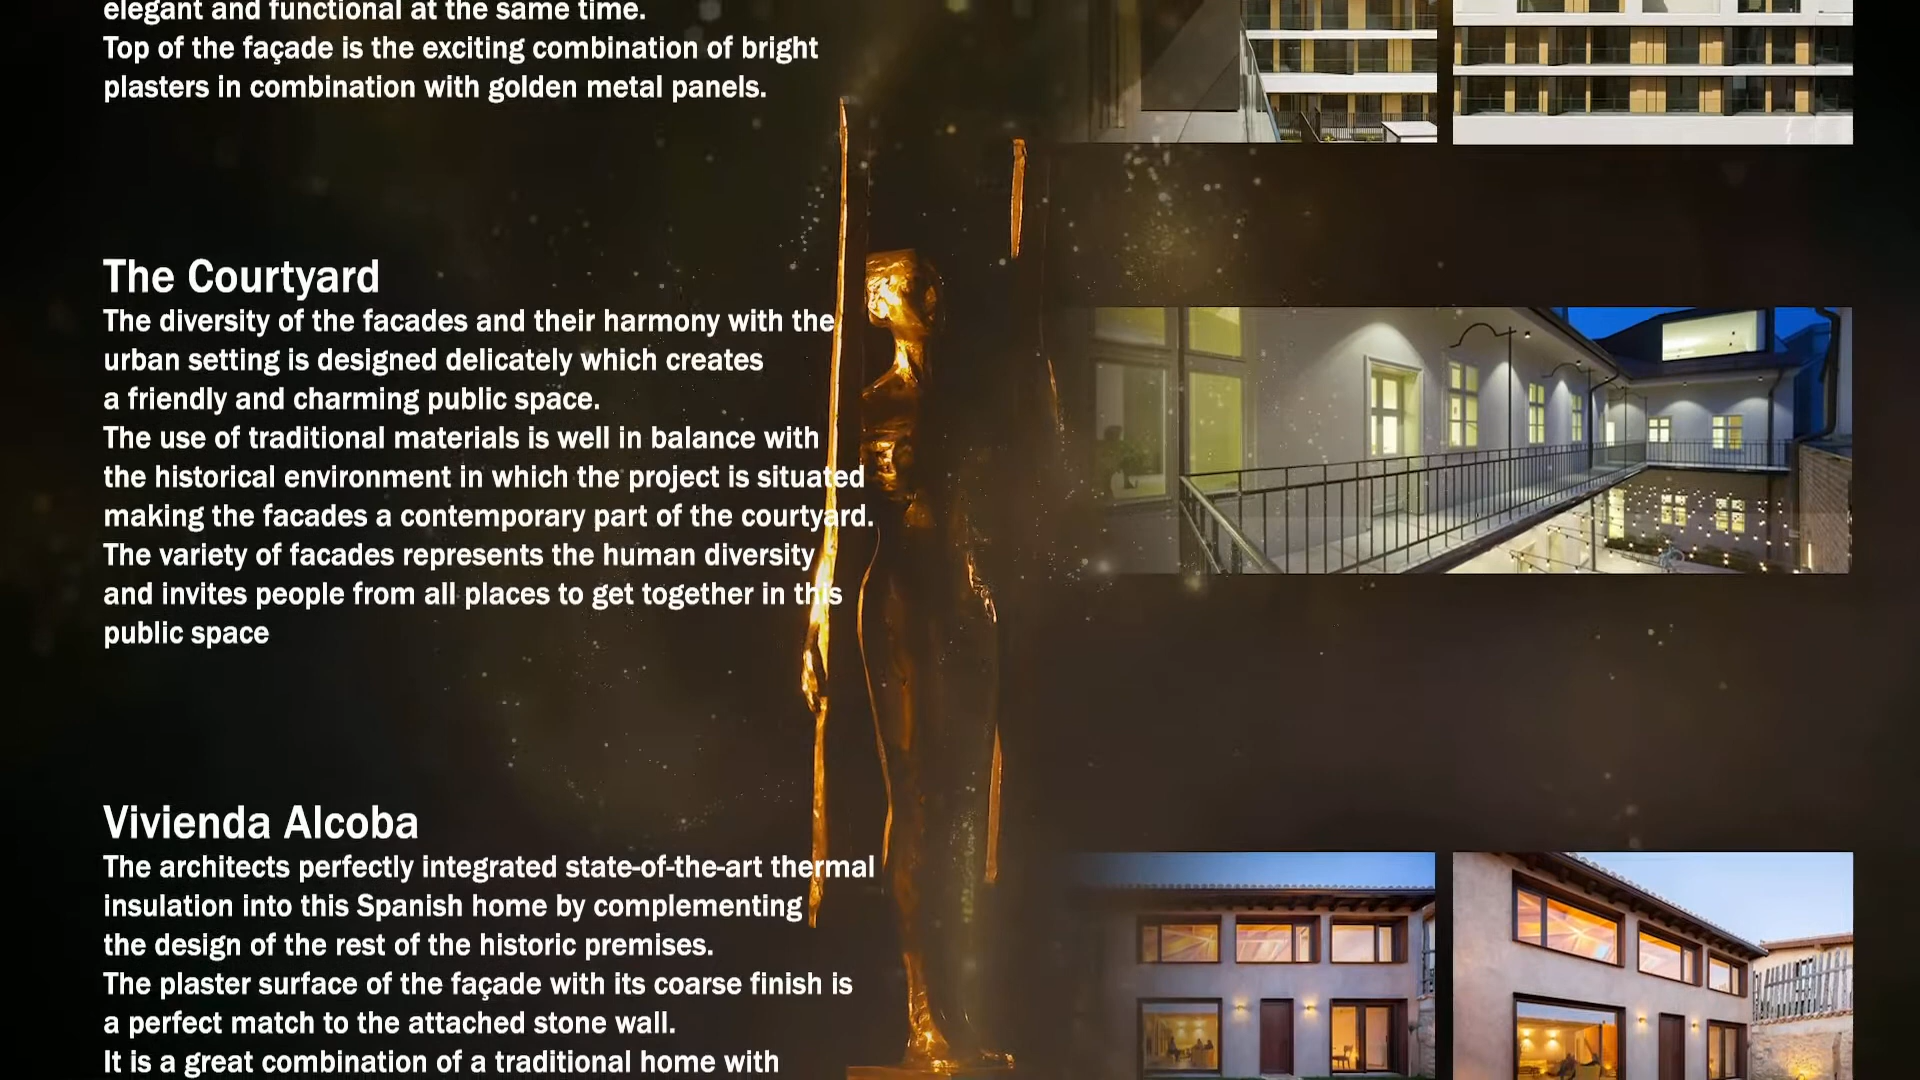 elegant and functional at the same time.
Top of the façade is the exciting combination of bright
plasters in combination with golden metal panels.
The Courtyard
The diversity of the facades and their harmony with the
urban setting is designed delicately which creates
a friendly and charming public space.
The use of traditional materials is well in balance with
the historical environment in which the project is situated
making the facades a contemporary part of the courtyard.
The variety of facades represents the human diversity
and invites people from all places to get together in this
public space
Vivienda Alcoba
The architects perfectly integrated state-of-the-art thermal
insulation into this Spanish home by complementing
the design of the rest of the historic premises.
The plaster surface of the façade with its coarse finish is
a perfect match to the attached stone wall.
It is a great combination of a traditional home with